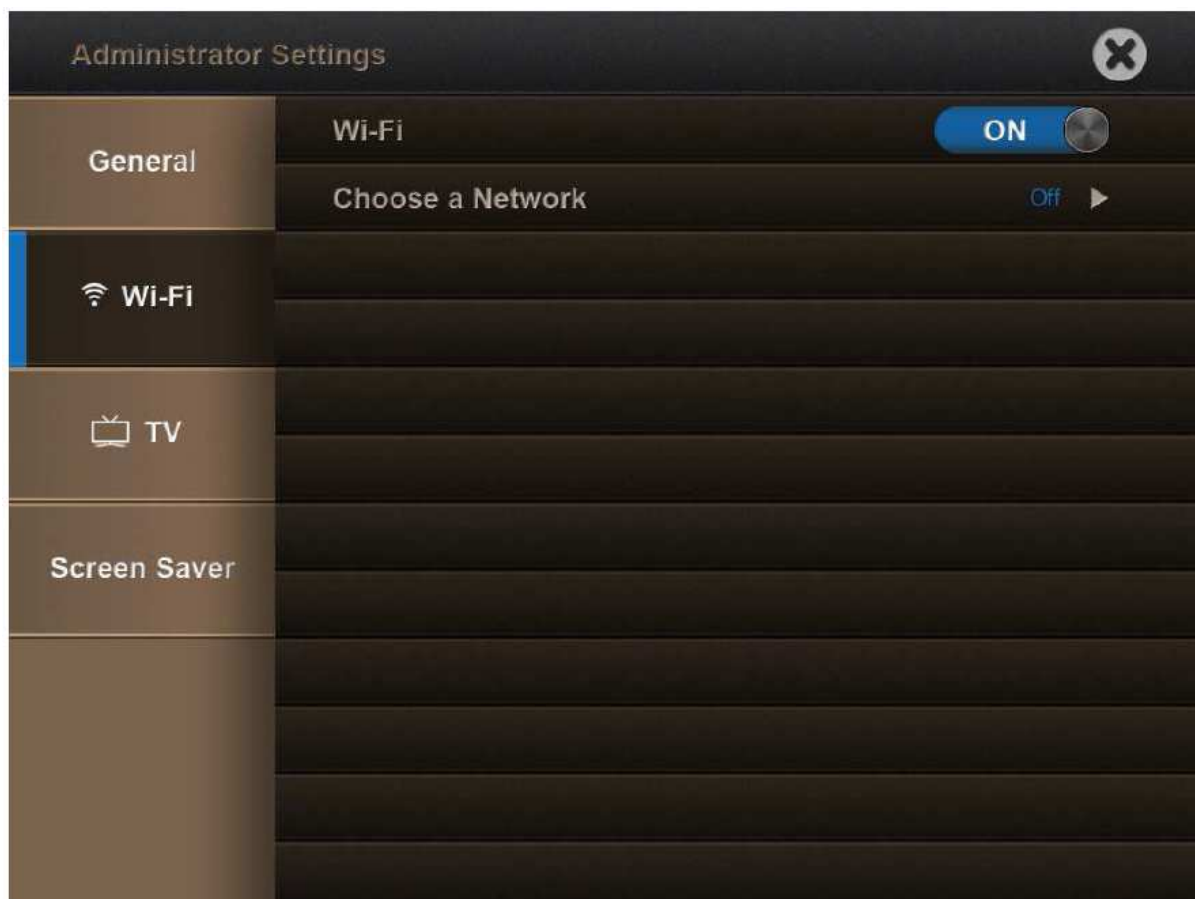 Administrator Settings
General
Wi-Fi
TV
Screen Saver
Wi-Fi
ON
Choose a Network
Off